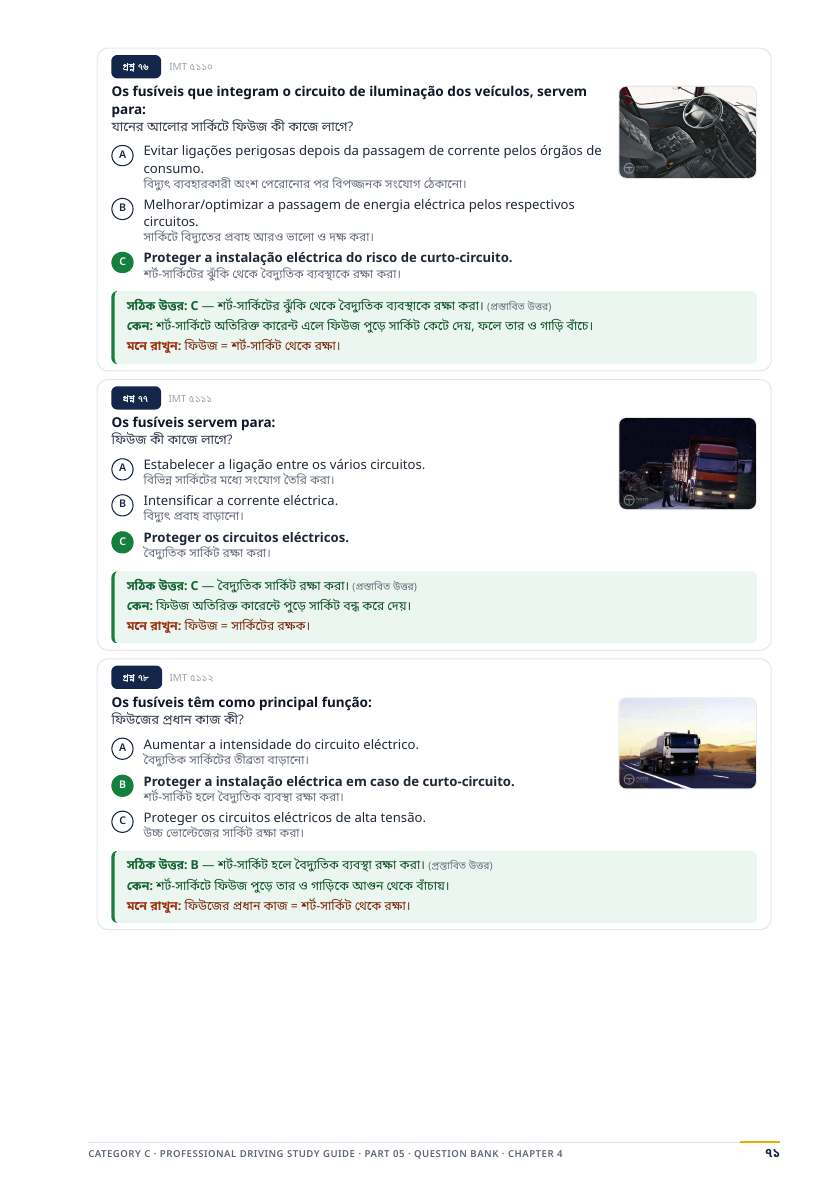 প্রশ্ন ৭৬ IMT ৫১১০
Os fusíveis que integram o circuito de iluminação dos veículos, servem
para:
যানের আলোর সার্কিটে ফিউজ কী কাজে লাগে?
A Evitar ligações perigosas depois da passagem de corrente pelos órgãos de
consumo.
বিদ্যুৎ ব্যবহারকারী অংশ পেরোনোর পর বিপজ্জনক সংযোগ ঠেকানো।
B Melhorar/optimizar a passagem de energia eléctrica pelos respectivos
circuitos.
সার্কিটে বিদ্যুতের প্রবাহ আরও ভালো ও দক্ষ করা।
C Proteger a instalação eléctrica do risco de curto-circuito.
শর্ট-সার্কিটের ঝুঁকি থেকে বৈদ্যুতিক ব্যবস্থাকে রক্ষা করা।
সঠিক উত্তর: C — শর্ট-সার্কিটের ঝুঁকি থেকে বৈদ্যুতিক ব্যবস্থাকে রক্ষা করা। (প্রস্তাবিত উত্তর)
কেন: শর্ট-সার্কিটে অতিরিক্ত কারেন্ট এলে ফিউজ পুড়ে সার্কিট কেটে দেয়, ফলে তার ও গাড়ি বাঁচে।
মনে রাখুন: ফিউজ = শর্ট-সার্কিট থেকে রক্ষা।
প্রশ্ন ৭৭ IMT ৫১১১
Os fusíveis servem para:
ফিউজ কী কাজে লাগে?
A Estabelecer a ligação entre os vários circuitos.
বিভিন্ন সার্কিটের মধ্যে সংযোগ তৈরি করা।
B Intensificar a corrente eléctrica.
বিদ্যুৎ প্রবাহ বাড়ানো।
C Proteger os circuitos eléctricos.
বৈদ্যুতিক সার্কিট রক্ষা করা।
সঠিক উত্তর: C — বৈদ্যুতিক সার্কিট রক্ষা করা। (প্রস্তাবিত উত্তর)
কেন: ফিউজ অতিরিক্ত কারেন্টে পুড়ে সার্কিট বন্ধ করে দেয়।
মনে রাখুন: ফিউজ = সার্কিটের রক্ষক।
প্রশ্ন ৭৮ IMT ৫১১২
Os fusíveis têm como principal função:
ফিউজের প্রধান কাজ কী?
A Aumentar a intensidade do circuito eléctrico.
বৈদ্যুতিক সার্কিটের তীব্রতা বাড়ানো।
B Proteger a instalação eléctrica em caso de curto-circuito.
শর্ট-সার্কিট হলে বৈদ্যুতিক ব্যবস্থা রক্ষা করা।
C Proteger os circuitos eléctricos de alta tensão.
উচ্চ ভোল্টেজের সার্কিট রক্ষা করা।
সঠিক উত্তর: B — শর্ট-সার্কিট হলে বৈদ্যুতিক ব্যবস্থা রক্ষা করা। (প্রস্তাবিত উত্তর)
কেন: শর্ট-সার্কিটে ফিউজ পুড়ে তার ও গাড়িকে আগুন থেকে বাঁচায়।
মনে রাখুন: ফিউজের প্রধান কাজ = শর্ট-সার্কিট থেকে রক্ষা।
CATEGORY C · PROFESSIONAL DRIVING STUDY GUIDE · PART 05 · QUESTION BANK · CHAPTER 4 ৭১